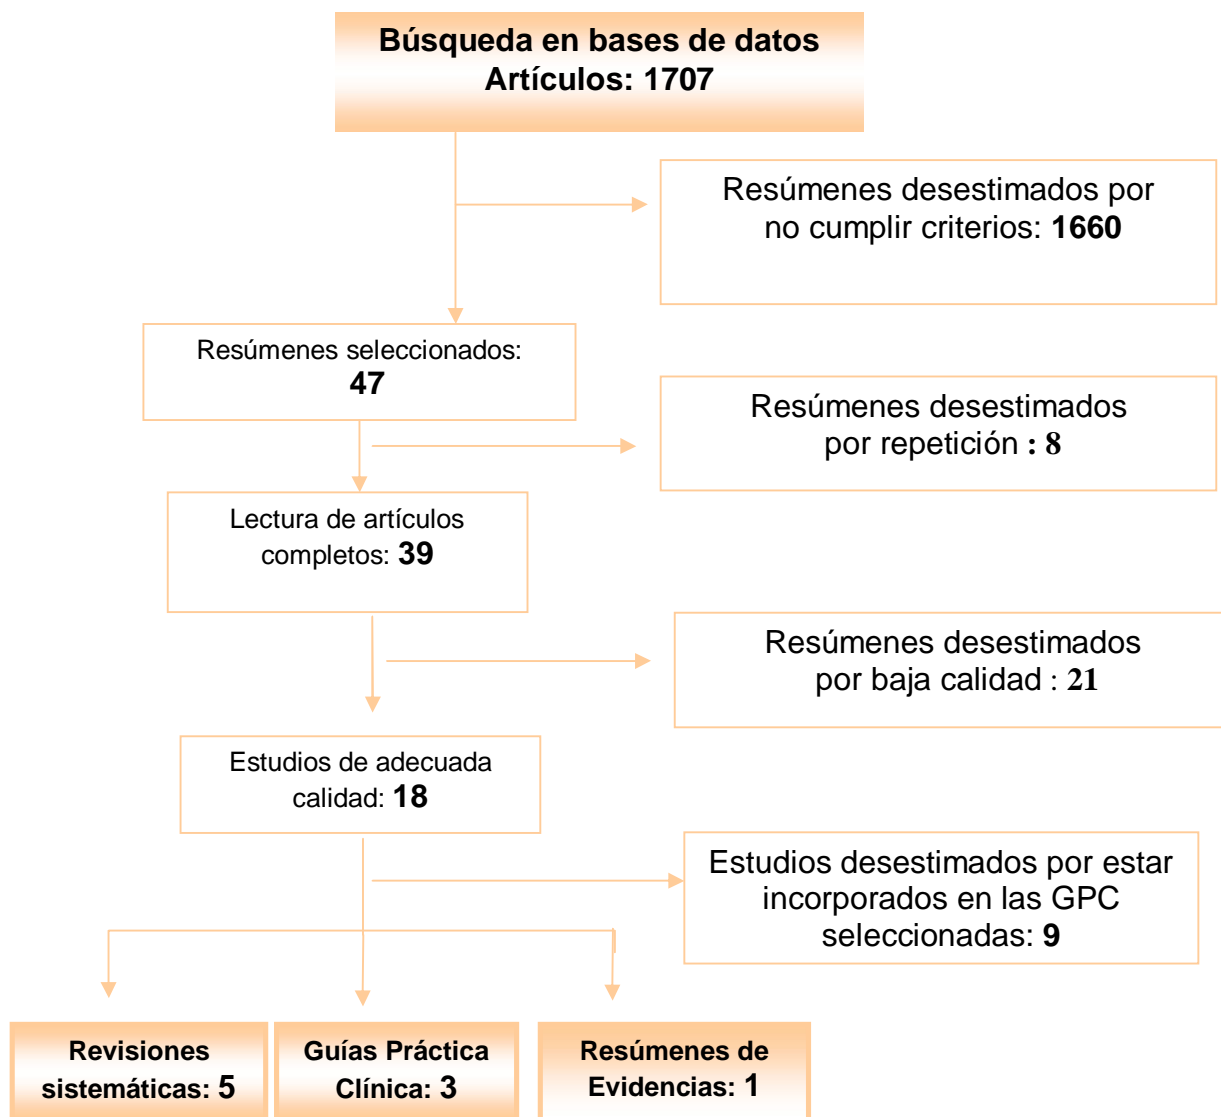 Búsqueda en bases de datos
Artículos: 1707
Resúmenes desestimados por
no cumplir criterios: 1660
Resúmenes seleccionados:
47
Resúmenes desestimados
por repetición : 8
Lectura de artículos
completos: 39
Resúmenes desestimados
por baja calidad : 21
Estudios de adecuada
calidad: 18
Estudios desestimados por estar
incorporados en las GPC
seleccionadas: 9
Revisiones
sistemáticas: 5
Guías Práctica
Clínica: 3
Resúmenes de
Evidencias: 1